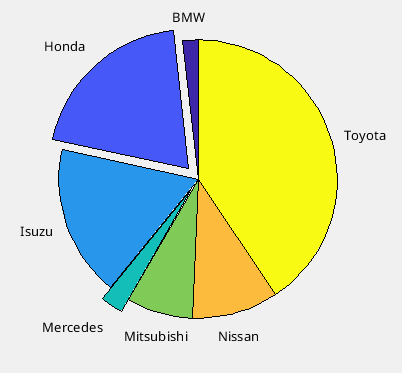 BMW
Honda
Toyota
Isuzu
Mercedes
Mitsubishi
Nissan